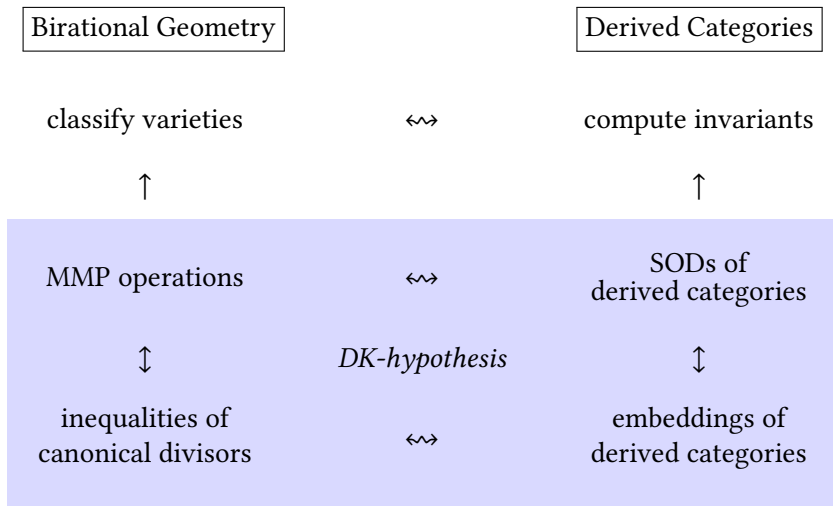 Birational Geometry
Derived Categories
classify varieties ↭ compute invariants
↑ ↑
MMP operations ↭ SODs of
derived categories
↕ DK-hypothesis ↕
inequalities of
canonical divisors ↭ embeddings of
derived categories